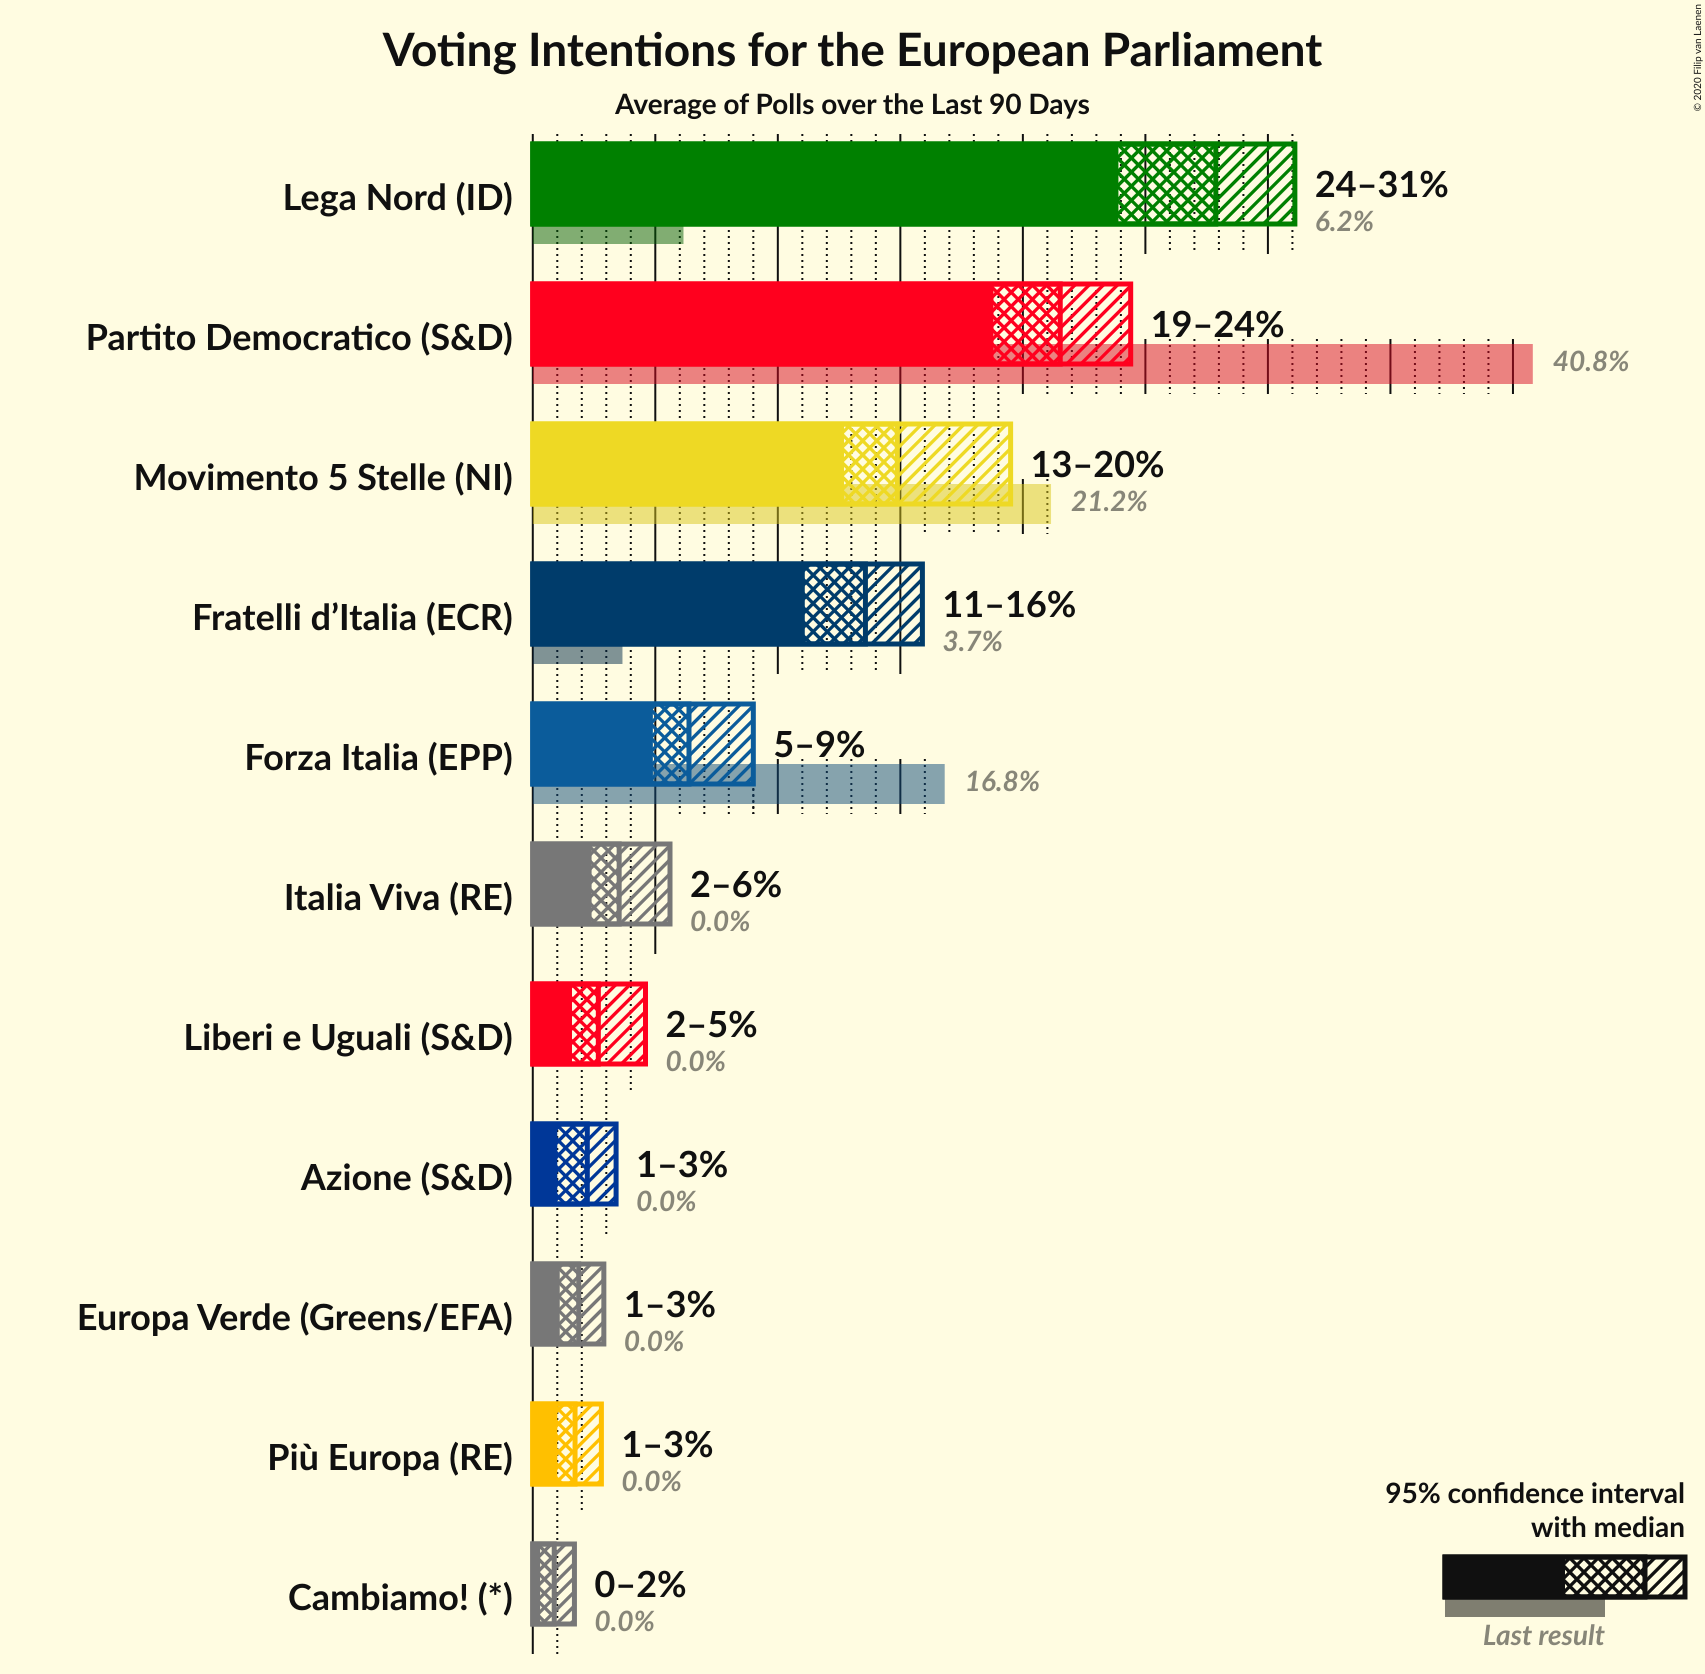 Voting Intentions for the European Parliament
Average of Polls over the Last 90 Days
© 2020 Filip van Laenen
Lega Nord (ID)
24–31%
6.2%
Partito Democratico (S&D)
19–24%
40.8%
Movimento 5 Stelle (NI)
13–20%
21.2%
Fratelli d’Italia (ECR)
11–16%
3.7%
Forza Italia (EPP)
5–9%
16.8%
Italia Viva (RE)
2–6%
0.0%
Liberi e Uguali (S&D)
2–5%
0.0%
Azione (S&D)
1–3%
0.0%
Europa Verde (Greens/EFA)
1–3%
0.0%
Più Europa (RE)
1–3%
0.0%
Cambiamo! (*)
0–2%
0.0%
95% confidence interval
with median
Last result